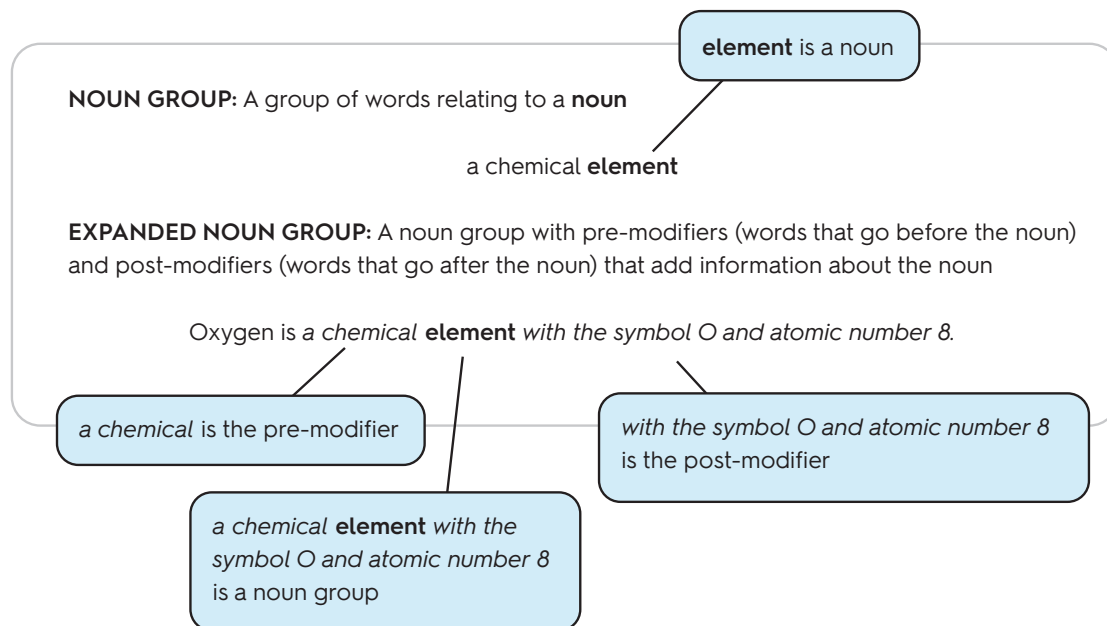 element is a noun
NOUN GROUP: A group of words relating to a noun
a chemical element
EXPANDED NOUN GROUP: A noun group with pre-modifiers (words that go before the noun)
and post-modifiers (words that go after the noun) that add information about the noun
Oxygen is a chemical element with the symbol O and atomic number 8.
a chemical is the pre-modifier
with the symbol O and atomic number 8
is the post-modifier
a chemical element with the
symbol O and atomic number 8
is a noun group